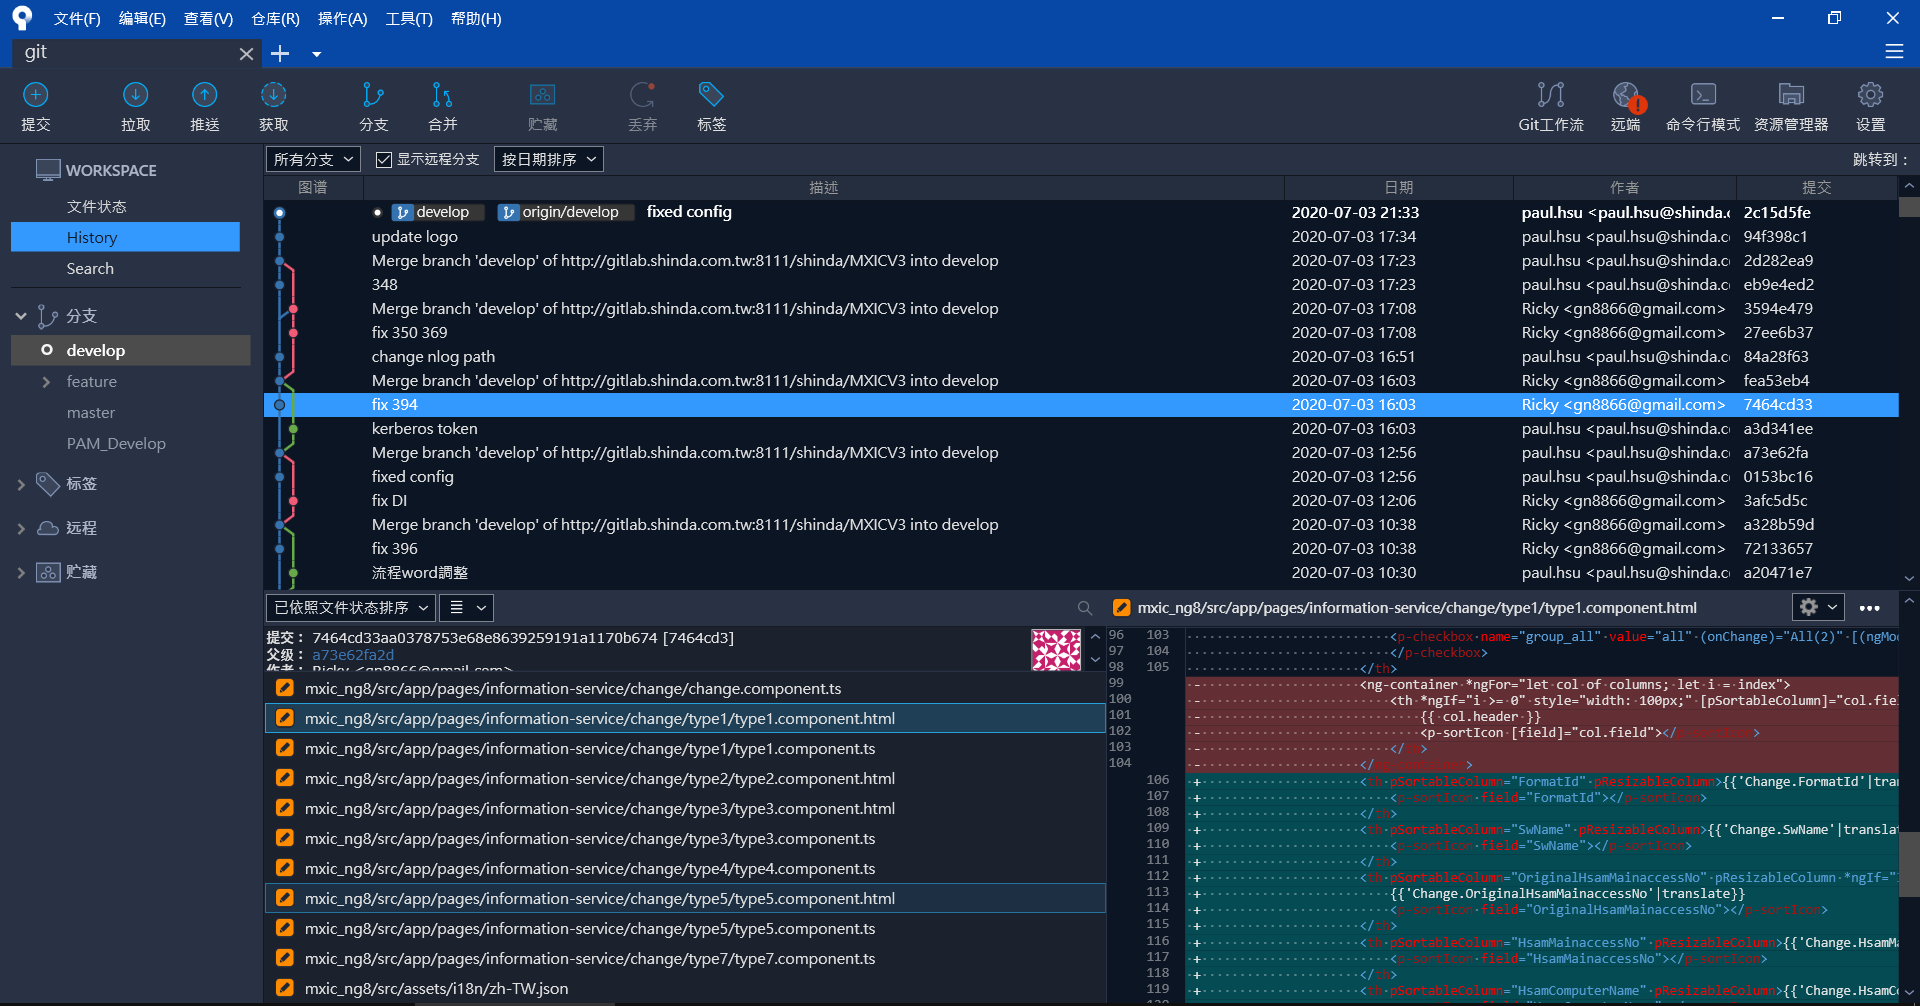 文件(F) 编辑(E) 查看(V) 仓库(R) 操作(A) 工具(T) 帮助(H)
git
提交 拉取 推送 获取 分支 合并 贮藏 丢弃 标签 Git工作流 远端 命令行模式 资源管理器 设置
WORKSPACE
文件状态
History
Search
分支
develop
feature
master
PAM_Develop
标签
远程
贮藏
所有分支 显示远程分支 按日期排序 跳转到：
图谱 描述 日期 作者 提交
develop origin/develop fixed config 2020-07-03 21:33 paul.hsu <paul.hsu@shinda.c 2c15d5fe
update logo 2020-07-03 17:34 paul.hsu <paul.hsu@shinda.c 94f398c1
Merge branch 'develop' of http://gitlab.shinda.com.tw:8111/shinda/MXICV3 into develop 2020-07-03 17:23 paul.hsu <paul.hsu@shinda.c 2d282ea9
348 2020-07-03 17:23 paul.hsu <paul.hsu@shinda.c eb9e4ed2
Merge branch 'develop' of http://gitlab.shinda.com.tw:8111/shinda/MXICV3 into develop 2020-07-03 17:08 Ricky <gn8866@gmail.com> 3594e479
fix 350 369 2020-07-03 17:08 Ricky <gn8866@gmail.com> 27ee6b37
change nlog path 2020-07-03 16:51 paul.hsu <paul.hsu@shinda.c 84a28f63
Merge branch 'develop' of http://gitlab.shinda.com.tw:8111/shinda/MXICV3 into develop 2020-07-03 16:03 Ricky <gn8866@gmail.com> fea53eb4
fix 394 2020-07-03 16:03 Ricky <gn8866@gmail.com> 7464cd33
kerberos token 2020-07-03 16:03 paul.hsu <paul.hsu@shinda.c a3d341ee
Merge branch 'develop' of http://gitlab.shinda.com.tw:8111/shinda/MXICV3 into develop 2020-07-03 12:56 paul.hsu <paul.hsu@shinda.c a73e62fa
fixed config 2020-07-03 12:56 paul.hsu <paul.hsu@shinda.c 0153bc16
fix DI 2020-07-03 12:06 Ricky <gn8866@gmail.com> 3afc5d5c
Merge branch 'develop' of http://gitlab.shinda.com.tw:8111/shinda/MXICV3 into develop 2020-07-03 10:38 Ricky <gn8866@gmail.com> a328b59d
fix 396 2020-07-03 10:38 Ricky <gn8866@gmail.com> 72133657
流程word調整 2020-07-03 10:30 paul.hsu <paul.hsu@shinda.c a20471e7
已依照文件状态排序
提交： 7464cd33aa0378753e68e8639259191a1170b674 [7464cd3]
父级： a73e62fa2d
作者： Ricky <gn8866@gmail.com>
mxic_ng8/src/app/pages/information-service/change/change.component.ts
mxic_ng8/src/app/pages/information-service/change/type1/type1.component.html
mxic_ng8/src/app/pages/information-service/change/type1/type1.component.ts
mxic_ng8/src/app/pages/information-service/change/type2/type2.component.html
mxic_ng8/src/app/pages/information-service/change/type3/type3.component.html
mxic_ng8/src/app/pages/information-service/change/type3/type3.component.ts
mxic_ng8/src/app/pages/information-service/change/type4/type4.component.ts
mxic_ng8/src/app/pages/information-service/change/type5/type5.component.html
mxic_ng8/src/app/pages/information-service/change/type5/type5.component.ts
mxic_ng8/src/app/pages/information-service/change/type7/type7.component.ts
mxic_ng8/src/assets/i18n/zh-TW.json
mxic_ng8/src/app/pages/information-service/change/type1/type1.component.html
96 103 <p-checkbox name="group_all" value="all" (onChange)="All(2)" [(ngMo
97 104 </p-checkbox>
98 105 </th>
99 - <ng-container *ngFor="let col of columns; let i = index">
100 - <th *ngIf="i >= 0" style="width: 100px;" [pSortableColumn]="col.fie
101 - {{ col.header }}
102 - <p-sortIcon [field]="col.field"></p-sortIcon>
103 - </th>
104 - </ng-container>
106 + <th pSortableColumn="FormatId" pResizableColumn>{{'Change.FormatId'|tran
107 + <p-sortIcon field="FormatId"></p-sortIcon>
108 + </th>
109 + <th pSortableColumn="SwName" pResizableColumn>{{'Change.SwName'|translat
110 + <p-sortIcon field="SwName"></p-sortIcon>
111 + </th>
112 + <th pSortableColumn="OriginalHsamMainaccessNo" pResizableColumn *ngIf="
113 + {{'Change.OriginalHsamMainaccessNo'|translate}}
114 + <p-sortIcon field="OriginalHsamMainaccessNo"></p-sortIcon>
115 + </th>
116 + <th pSortableColumn="HsamMainaccessNo" pResizableColumn>{{'Change.HsamMa
117 + <p-sortIcon field="HsamMainaccessNo"></p-sortIcon>
118 + </th>
119 + <th pSortableColumn="HsamComputerName" pResizableColumn>{{'Change.HsamCo